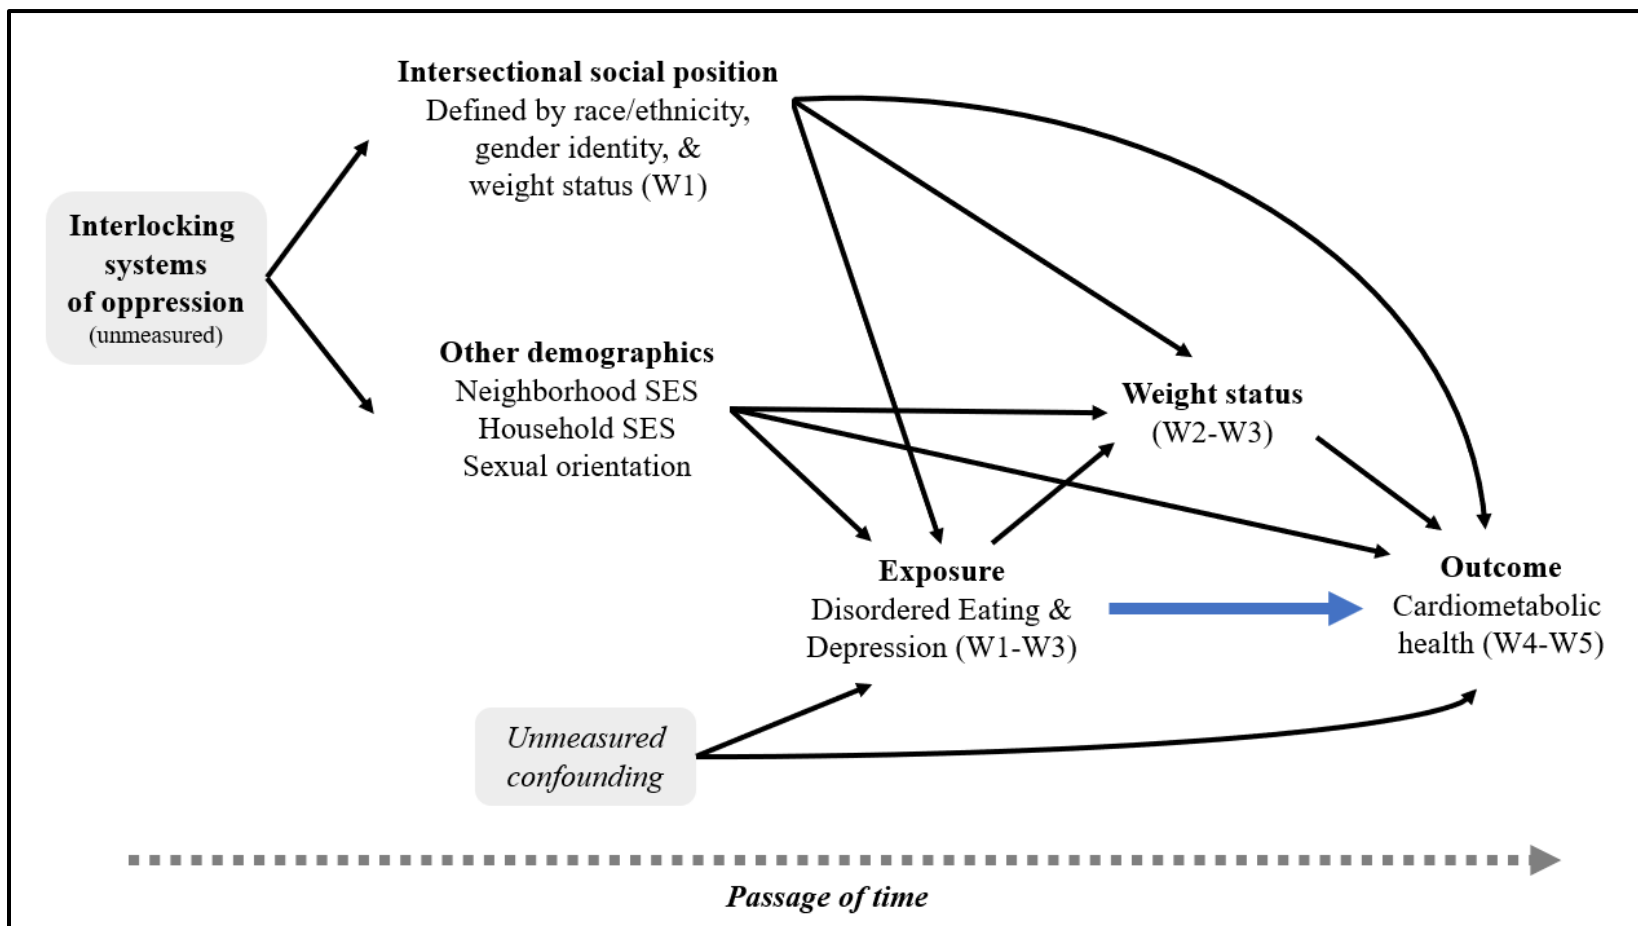 Intersectional social position
Defined by race/ethnicity,
gender identity, &
weight status (W1)
Interlocking
systems
of oppression
(unmeasured)
Other demographics
Neighborhood SES
Household SES
Sexual orientation
Weight status
(W2-W3)
Exposure
Disordered Eating &
Depression (W1-W3)
Outcome
Cardiometabolic
health (W4-W5)
Unmeasured
confounding
Passage of time